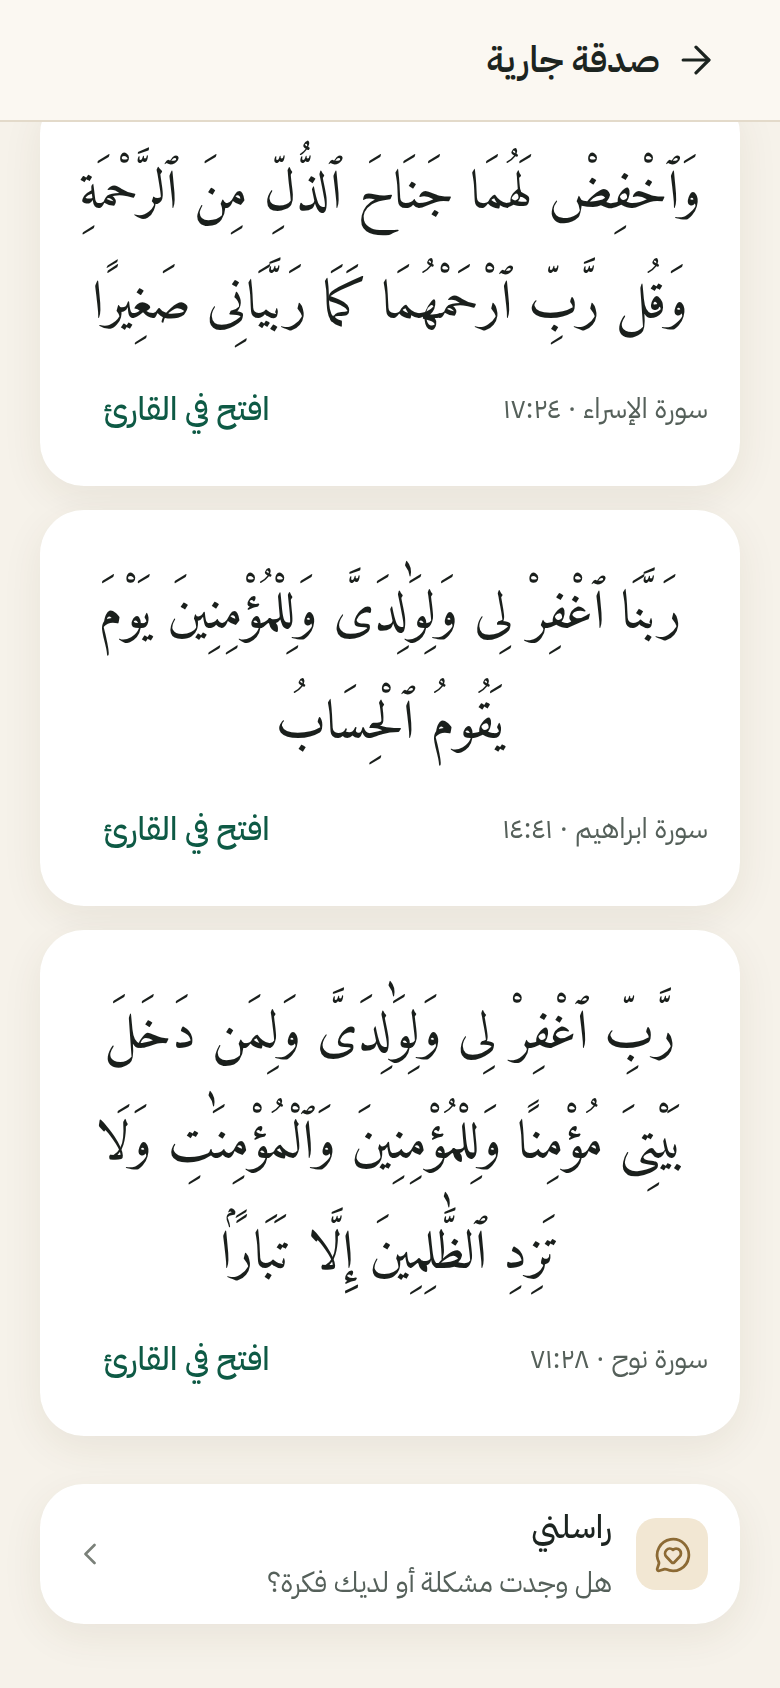 صدقة جارية
وَٱخْفِضْ لَهُمَا جَنَاحَ ٱلذُّلِّ مِنَ ٱلرَّحْمَةِ
وَقُل رَّبِّ ٱرْحَمْهُمَا كَمَا رَبَّيَانِى صَغِيرًا
سورة الإسراء · ١٧:٢٤
افتح في القارئ
رَبَّنَا ٱغْفِرْ لِى وَلِوَٰلِدَىَّ وَلِلْمُؤْمِنِينَ يَوْمَ
يَقُومُ ٱلْحِسَابُ
سورة ابراهيم · ١٤:٤١
افتح في القارئ
رَّبِّ ٱغْفِرْ لِى وَلِوَٰلِدَىَّ وَلِمَن دَخَلَ
بَيْتِىَ مُؤْمِنًا وَلِلْمُؤْمِنِينَ وَٱلْمُؤْمِنَٰتِ وَلَا
تَزِدِ ٱلظَّٰلِمِينَ إِلَّا تَبَارًۢا
سورة نوح · ٧١:٢٨
افتح في القارئ
راسلني
هل وجدت مشكلة أو لديك فكرة؟